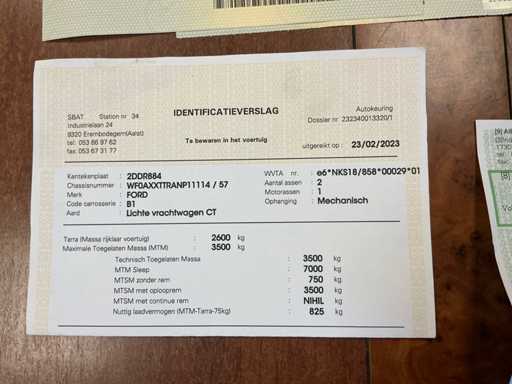 SBAT Station nr 34
Industrielaan 24
9320 Erembodegem(Aalst)
tel: 053 86 97 62
fax: 053 67 31 77
IDENTIFICATIEVERSLAG
Te bewaren in het voertuig
Autokeuring
Dossier nr 232340013320/1
uitgereikt op : 23/02/2023
Kentekenplaat : 2DDR884
Chassisnummer : WF0AXXTTRANP11114 / 57
Merk : FORD
Code carrosserie : B1
Aard : Lichte vrachtwagen CT
WVTA nr. : e6*NKS18/858*00029*01
Aantal assen : 2
Motorassen : 1
Ophanging : Mechanisch
Tarra (Massa rijklaar voertuig) : 2600 kg
Maximale Toegelaten Massa (MTM) : 3500 kg
Technisch Toegelaten Massa : 3500 kg
MTM Sleep : 7000 kg
MTSM zonder rem : 750 kg
MTSM met oplooprem : 3500 kg
MTSM met continue rem : NIHIL kg
Nuttig laadvermogen (MTM-Tarra-75kg) : 825 kg